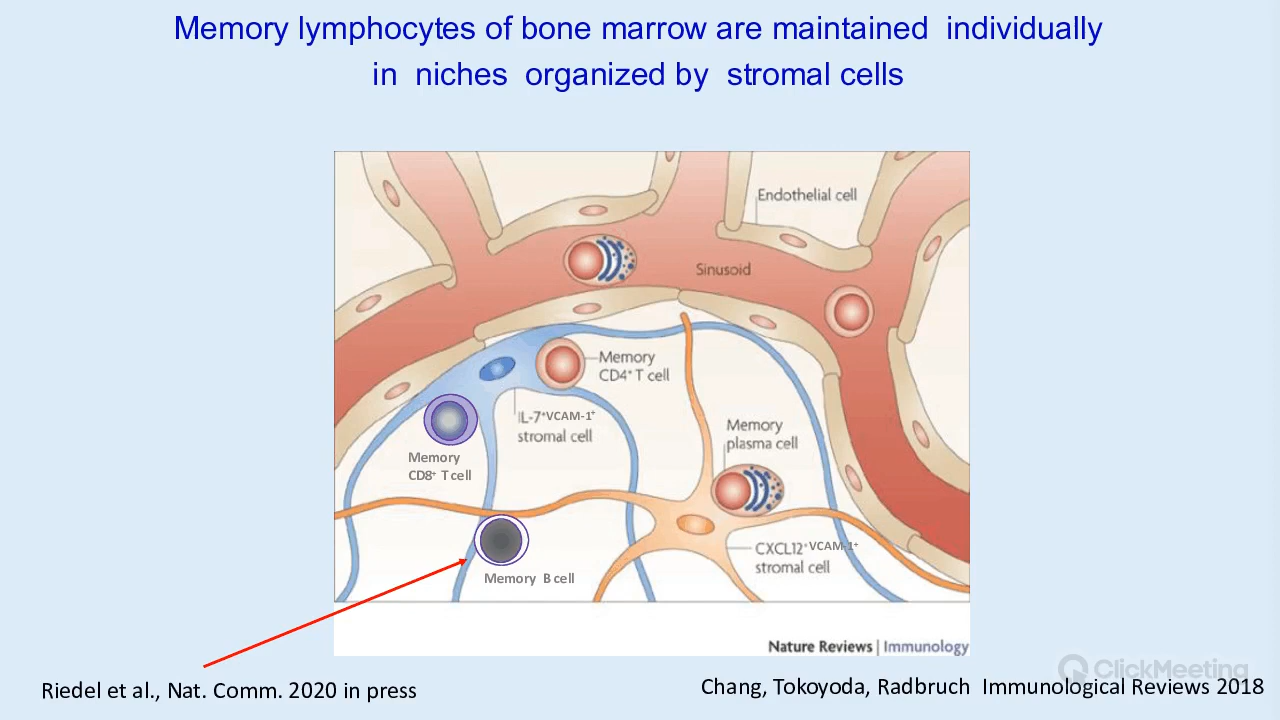 Memory lymphocytes of bone marrow are maintained individually
in niches organized by stromal cells
Endothelial cell
Sinusoid
Memory
CD4⁺ T cell
IL-7⁺VCAM-1⁺
stromal cell
Memory
CD8⁺ T cell
Memory
plasma cell
CXCL12⁺VCAM-1⁺
stromal cell
Memory B cell
Nature Reviews | Immunology
ClickMeeting
Riedel et al., Nat. Comm. 2020 in press
Chang, Tokoyoda, Radbruch Immunological Reviews 2018